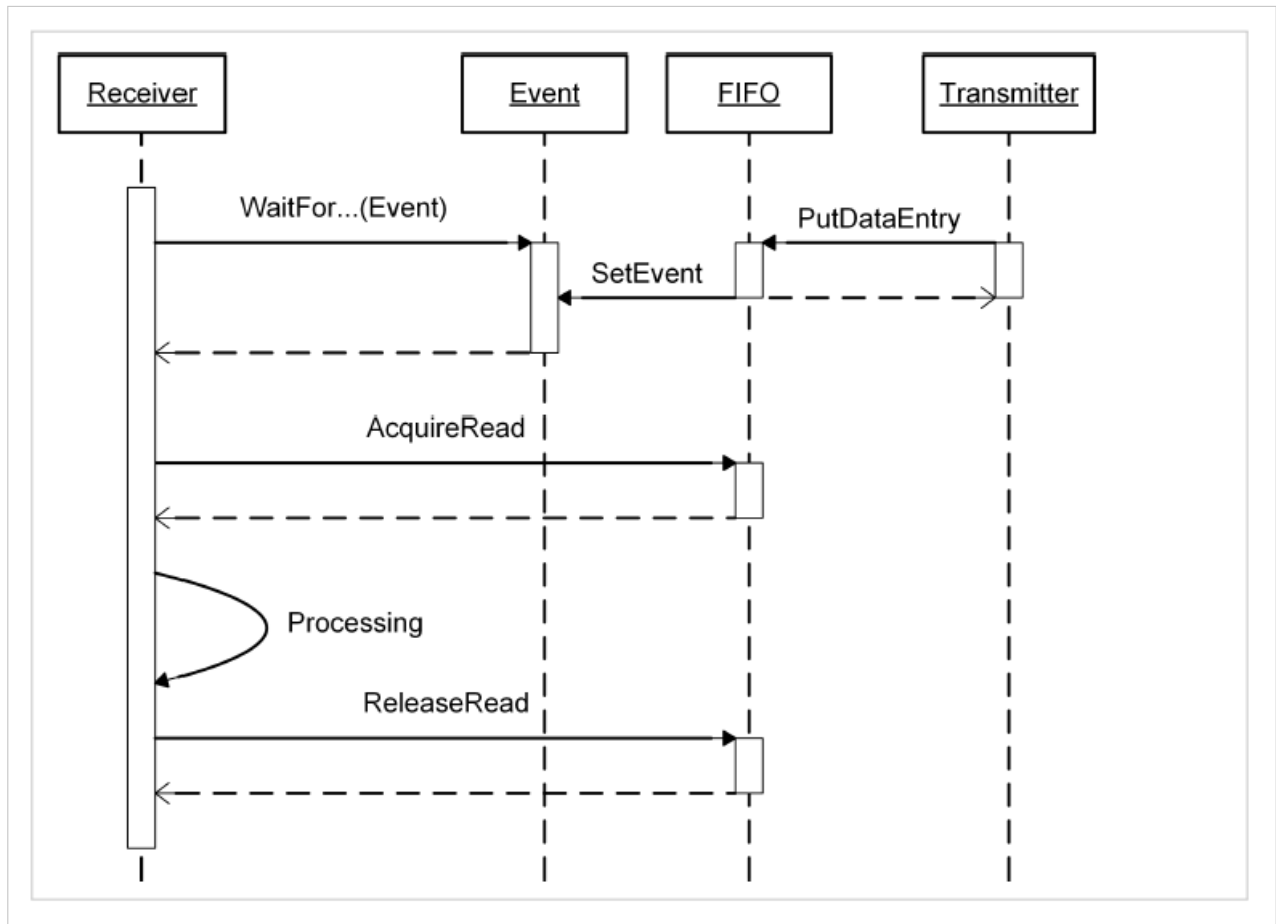 Receiver
Event
FIFO
Transmitter
WaitFor...(Event)
PutDataEntry
SetEvent
AcquireRead
Processing
ReleaseRead